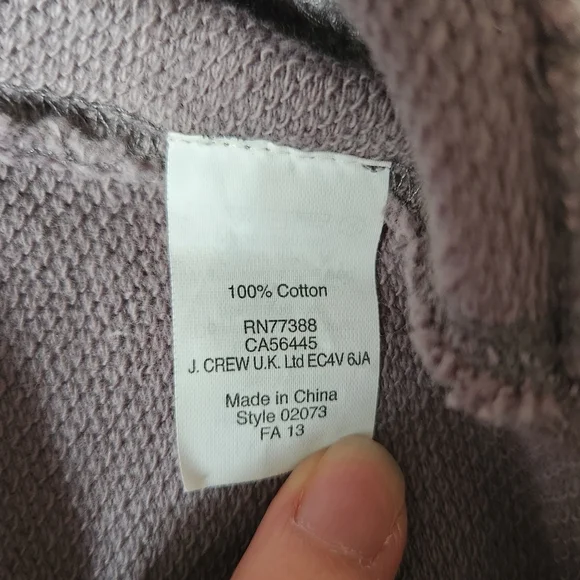 100% Cotton
RN77388
CA56445
J. CREW U.K. Ltd EC4V 6JA
Made in China
Style 02073
FA 13